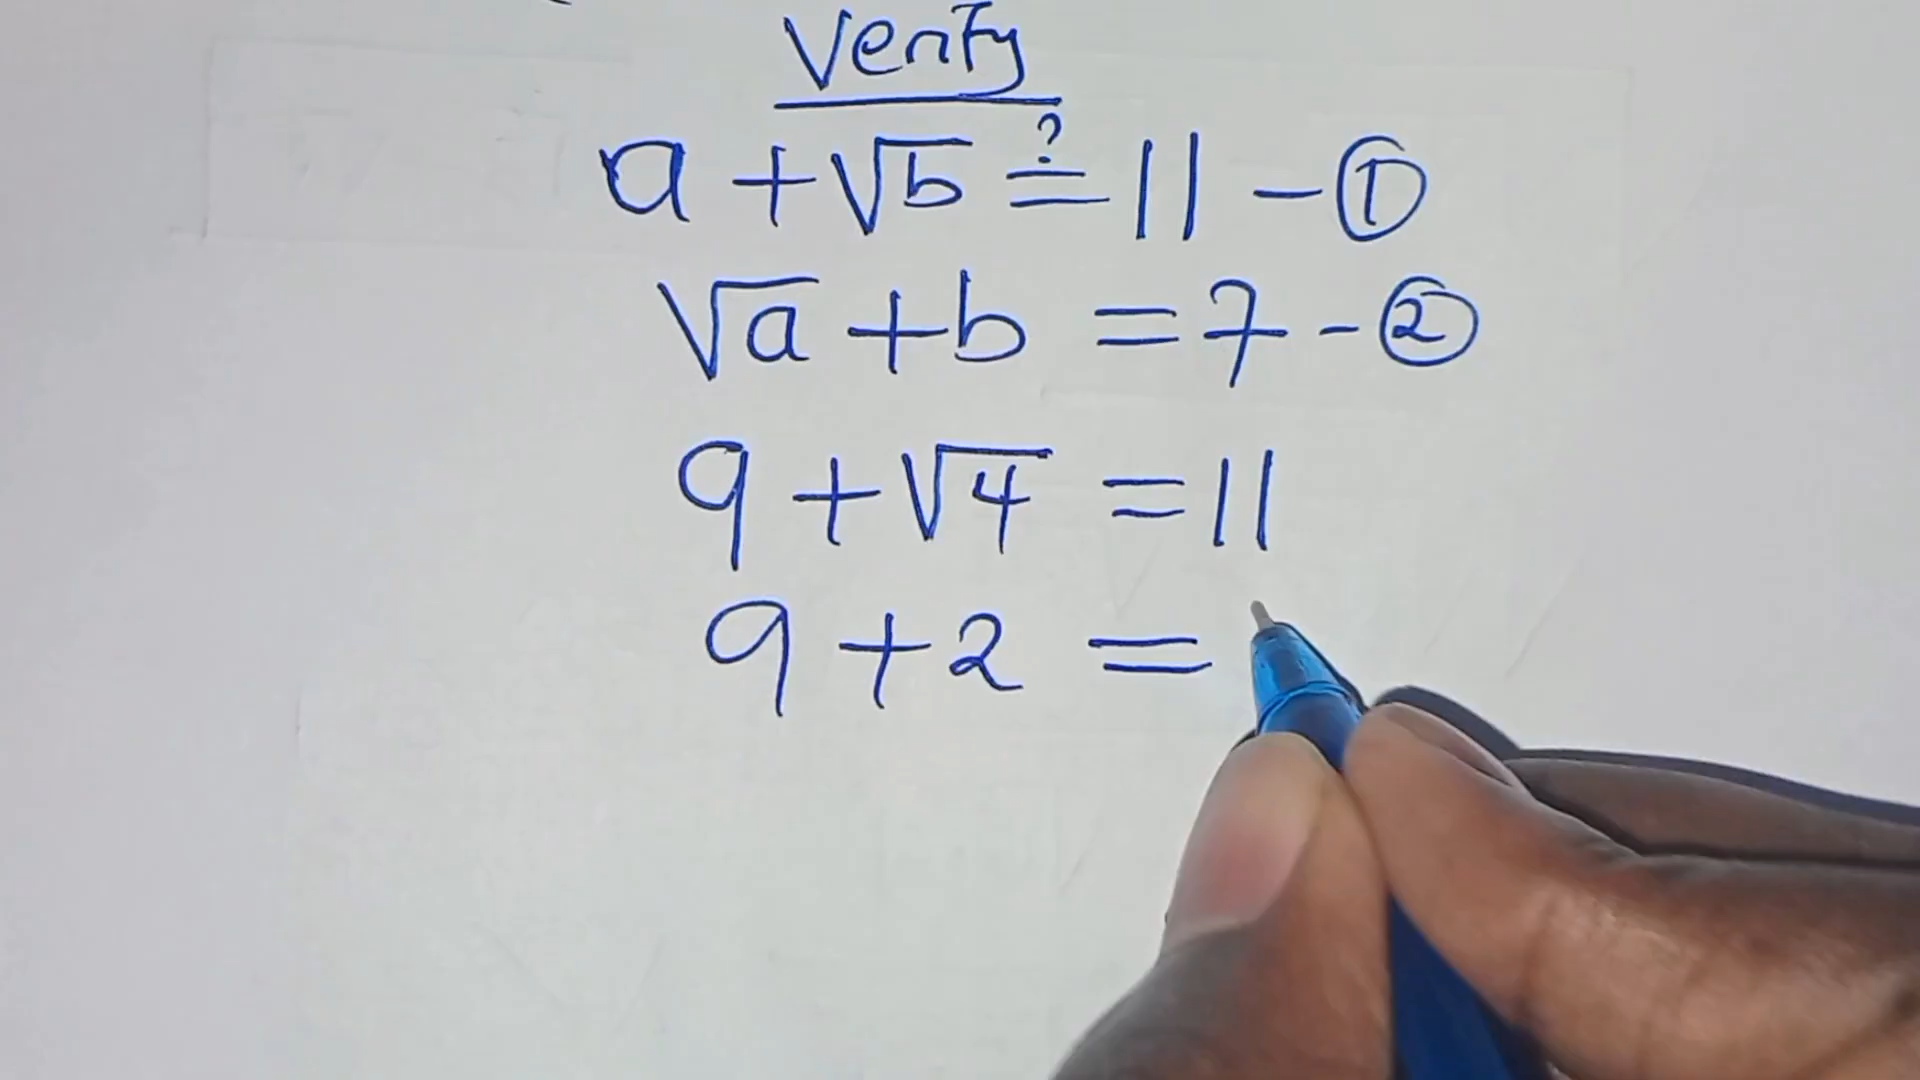 Verify
a + √b ≟ 11 - ①
√a + b = 7 - ②
9 + √4 = 11
9 + 2 =